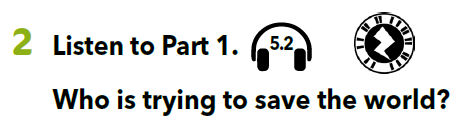 2 Listen to Part 1. 5.2
Who is trying to save the world?